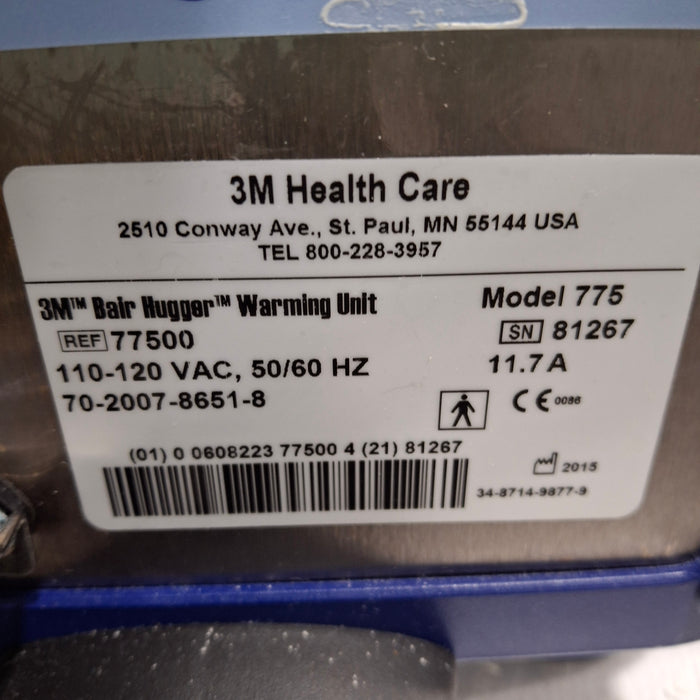 3M Health Care
2510 Conway Ave., St. Paul, MN 55144 USA
TEL 800-228-3957
3M™ Bair Hugger™ Warming Unit
Model 775
REF 77500
SN 81267
110-120 VAC, 50/60 HZ
11.7 A
70-2007-8651-8
CE 0086
(01) 0 0608223 77500 4 (21) 81267
2015
34-8714-9877-9